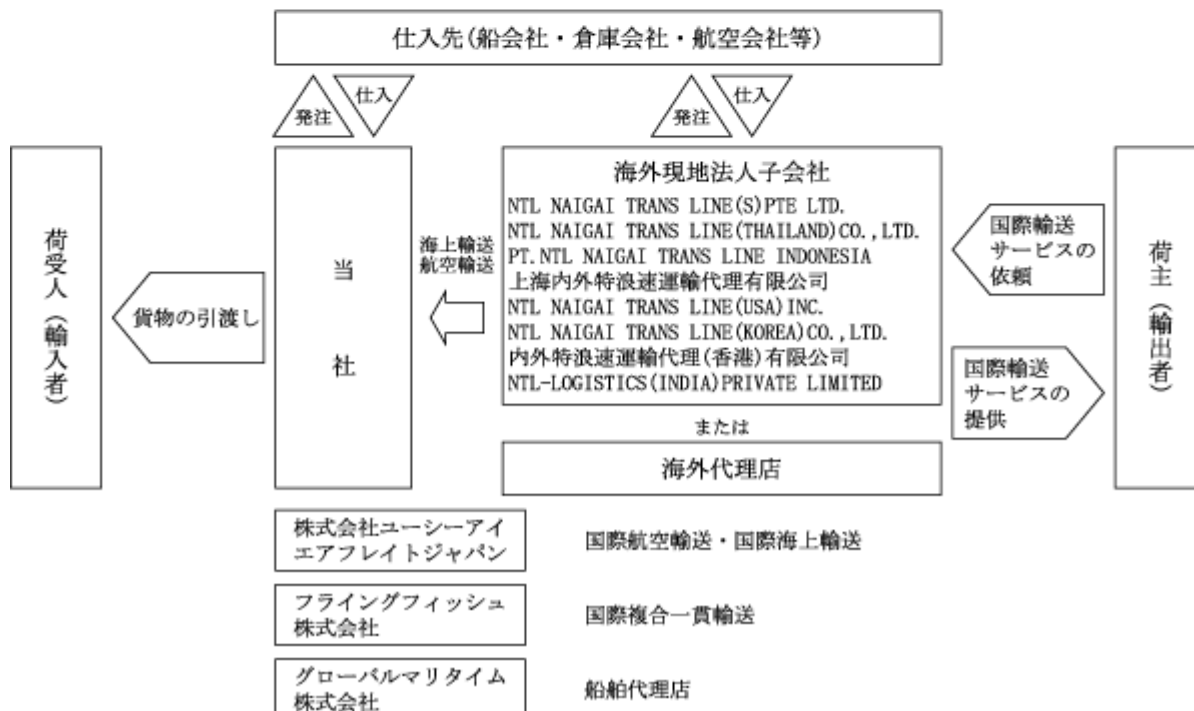 仕入先(船会社・倉庫会社・航空会社等)
発注
仕入
発注
仕入
荷受人（輸入者）
貨物の引渡し
当社
海上輸送
航空輸送
海外現地法人子会社
NTL NAIGAI TRANS LINE(S)PTE LTD.
NTL NAIGAI TRANS LINE(THAILAND)CO.,LTD.
PT.NTL NAIGAI TRANS LINE INDONESIA
上海内外特浪速運輸代理有限公司
NTL NAIGAI TRANS LINE(USA)INC.
NTL NAIGAI TRANS LINE(KOREA)CO.,LTD.
内外特浪速運輸代理(香港)有限公司
NTL-LOGISTICS(INDIA)PRIVATE LIMITED
または
海外代理店
国際輸送
サービスの
依頼
国際輸送
サービスの
提供
荷主（輸出者）
株式会社ユーシーアイ
エアフレイトジャパン
国際航空輸送・国際海上輸送
フライングフィッシュ
株式会社
国際複合一貫輸送
グローバルマリタイム
株式会社
船舶代理店